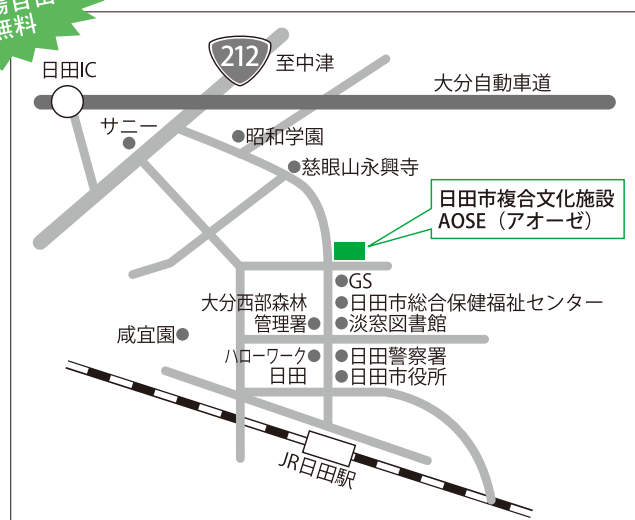 場自由
無料
212
至中津
日田IC
大分自動車道
サニー
昭和学園
慈眼山永興寺
日田市複合文化施設
AOSE（アオーゼ）
GS
大分西部森林
管理署
日田市総合保健福祉センター
淡窓図書館
咸宜園
ハローワーク
日田
日田警察署
日田市役所
JR日田駅